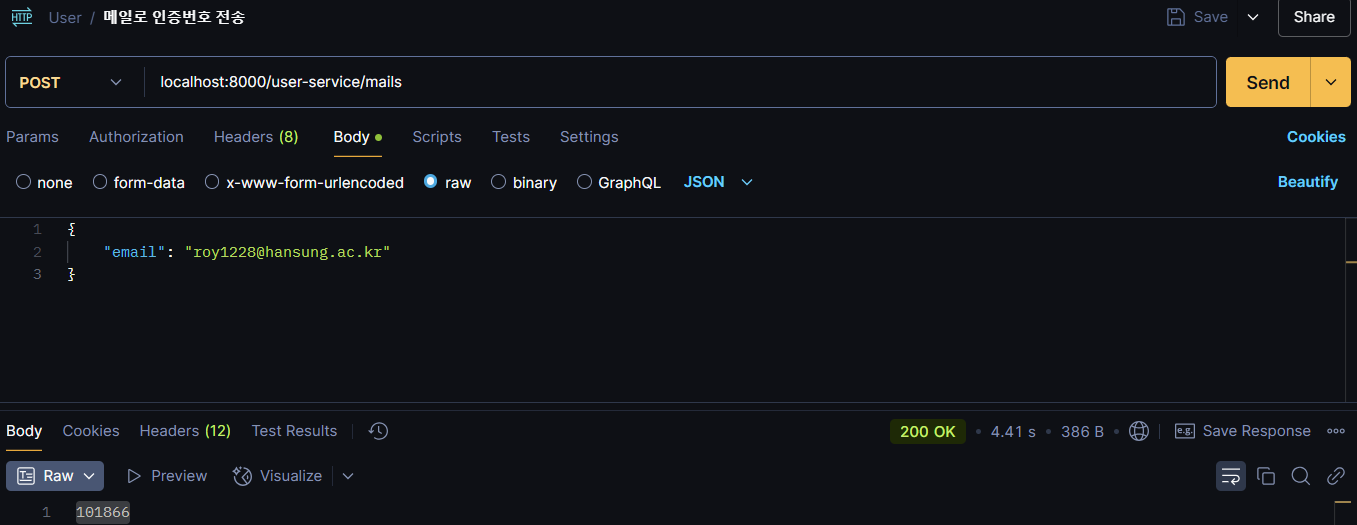 HTTP User / 메일로 인증번호 전송 Save Share
POST localhost:8000/user-service/mails Send
Params Authorization Headers (8) Body Scripts Tests Settings Cookies
none form-data x-www-form-urlencoded raw binary GraphQL JSON Beautify
1 {
2 "email": "roy1228@hansung.ac.kr"
3 }
Body Cookies Headers (12) Test Results 200 OK • 4.41 s • 386 B • e.g. Save Response
Raw Preview Visualize
1 101866